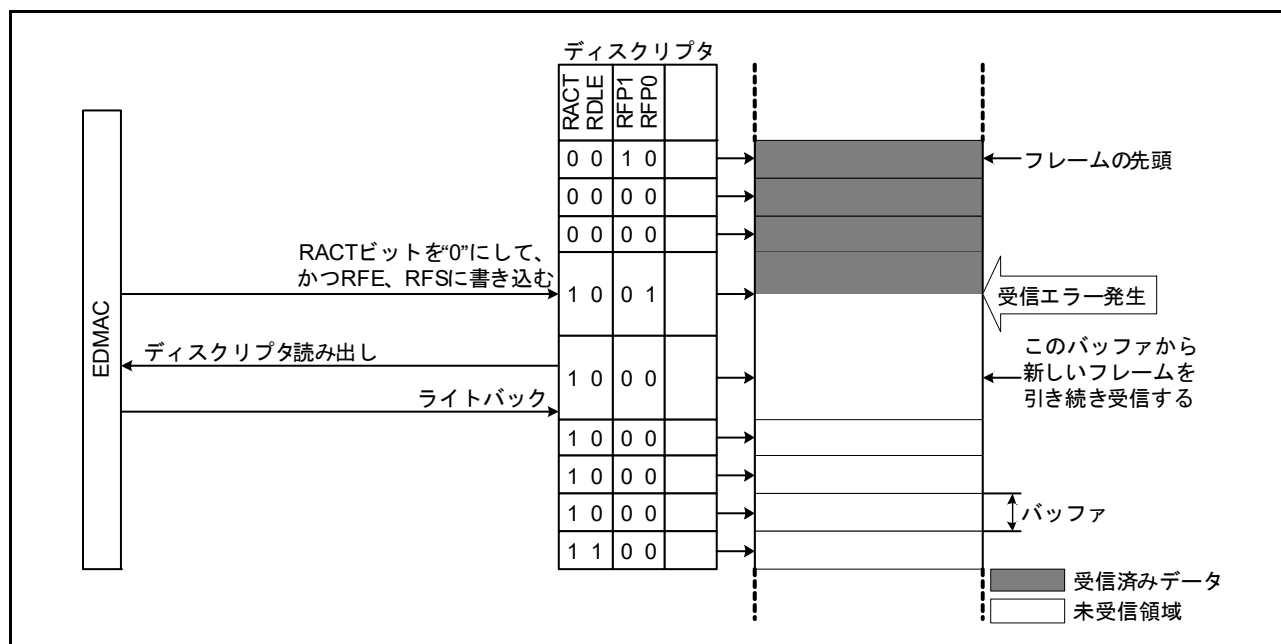 ディスクリプタ
RACT
RDLE
RFP1
RFP0
0 0 1 0
フレームの先頭
0 0 0 0
0 0 0 0
RACTビットを“0”にして、
かつRFE、RFSに書き込む
1 0 0 1
受信エラー発生
EDMAC
ディスクリプタ読み出し
1 0 0 0
このバッファから
新しいフレームを
引き続き受信する
ライトバック
1 0 0 0
1 0 0 0
1 0 0 0
バッファ
1 1 0 0
受信済みデータ
未受信領域